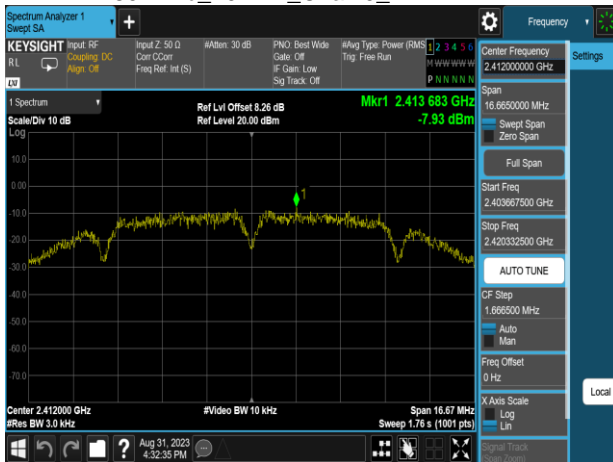 Spectrum Analyzer 1
Swept SA
Frequency
KEYSIGHT
RL
LXI
Input: RF
Coupling: DC
Align: Off
Input Z: 50 Ω
Corr CCorr
Freq Ref: Int (S)
#Atten: 30 dB
PNO: Best Wide
Gate: Off
IF Gain: Low
Sig Track: Off
#Avg Type: Power (RMS
Trig: Free Run
1 2 3 4 5 6
M W W W W W
P N N N N N
Settings
Center Frequency
2.412000000 GHz
Span
16.6650000 MHz
Swept Span
Zero Span
Full Span
Start Freq
2.403667500 GHz
Stop Freq
2.420332500 GHz
AUTO TUNE
CF Step
1.666500 MHz
Auto
Man
Freq Offset
0 Hz
X Axis Scale
Log
Lin
Signal Track
(Span Zoom)
Local
1 Spectrum
Scale/Div 10 dB
Ref Lvl Offset 8.26 dB
Ref Level 20.00 dBm
Mkr1 2.413 683 GHz
-7.93 dBm
Log
10.0
0.00
-10.0
-20.0
-30.0
-40.0
-50.0
-60.0
-70.0
1
Center 2.412000 GHz
#Res BW 3.0 kHz
#Video BW 10 kHz
Span 16.67 MHz
Sweep 1.76 s (1001 pts)
?
Aug 31, 2023
4:32:35 PM